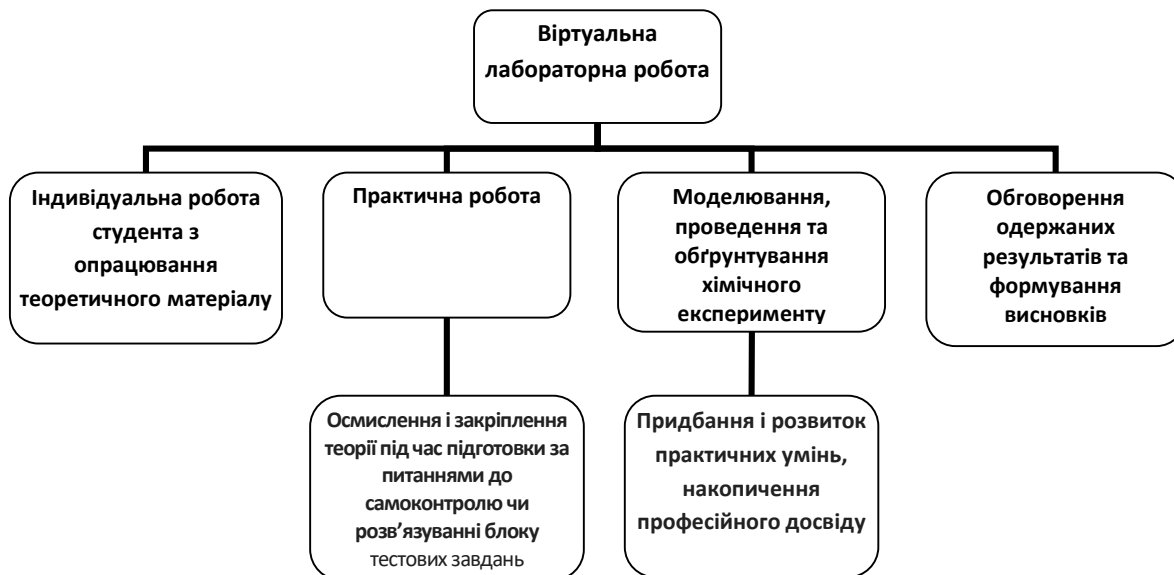 Віртуальна
лабораторна робота
Індивідуальна робота
студента з
опрацювання
теоретичного матеріалу
Практична робота
Моделювання,
проведення та
обґрунтування
хімічного
експерименту
Обговорення
одержаних
результатів та
формування
висновків
Осмислення і закріплення
теорії під час підготовки за
питаннями до
самоконтролю чи
розв’язуванні блоку
тестових завдань
Придбання і розвиток
практичних умінь,
накопичення
професійного досвіду